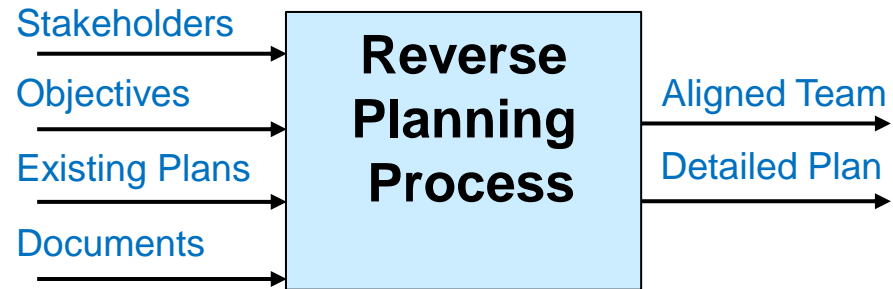 Stakeholders
Objectives
Existing Plans
Documents
Reverse
Planning
Process
Aligned Team
Detailed Plan